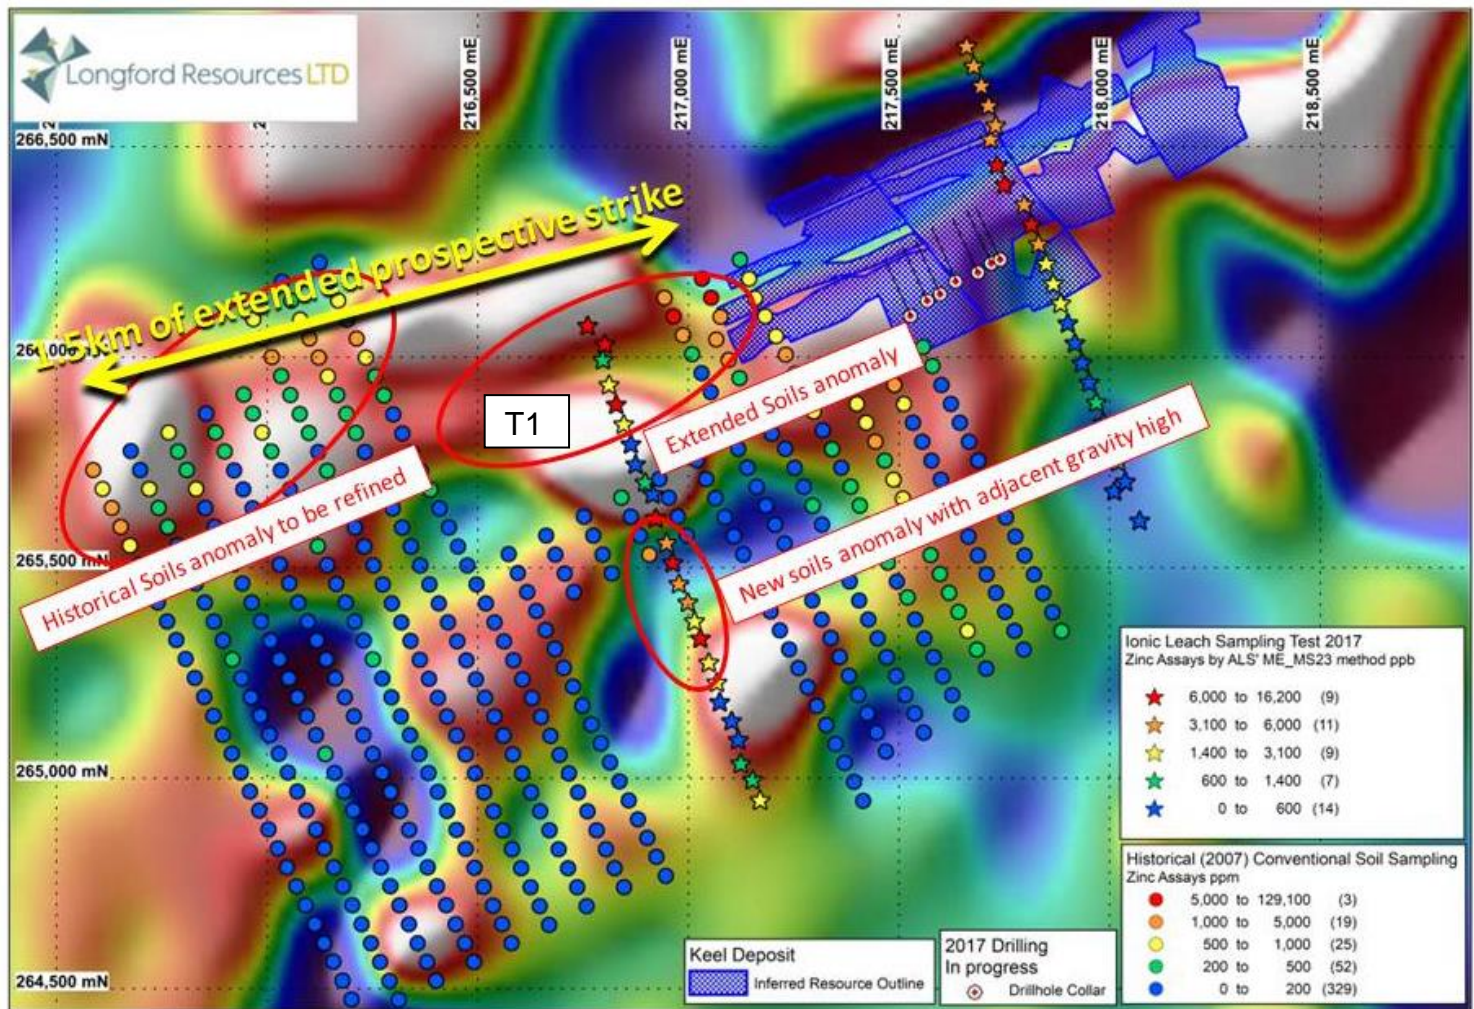 Longford Resources LTD
216,500 mE
217,000 mE
217,500 mE
218,000 mE
218,500 mE
266,500 mN
1.5km of extended prospective strike
T1
Extended Soils anomaly
New soils anomaly with adjacent gravity high
Historical Soils anomaly to be refined
265,500 mN
265,000 mN
264,500 mN
Ionic Leach Sampling Test 2017
Zinc Assays by ALS' ME_MS23 method ppb
6,000 to 16,200 (9)
3,100 to 6,000 (11)
1,400 to 3,100 (9)
600 to 1,400 (7)
0 to 600 (14)
Historical (2007) Conventional Soil Sampling
Zinc Assays ppm
5,000 to 129,100 (3)
1,000 to 5,000 (19)
500 to 1,000 (25)
200 to 500 (52)
0 to 200 (329)
Keel Deposit
Inferred Resource Outline
2017 Drilling
In progress
Drillhole Collar